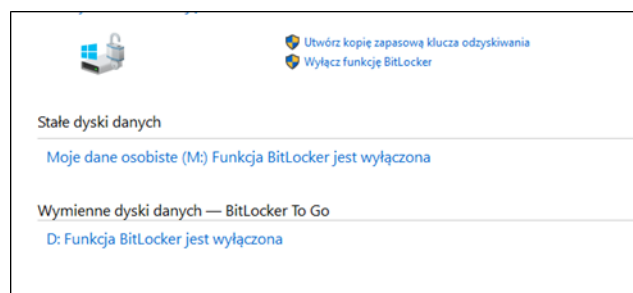 Utwórz kopię zapasową klucza odzyskiwania
Wyłącz funkcję BitLocker
Stałe dyski danych
Moje dane osobiste (M:) Funkcja BitLocker jest wyłączona
Wymienne dyski danych — BitLocker To Go
D: Funkcja BitLocker jest wyłączona